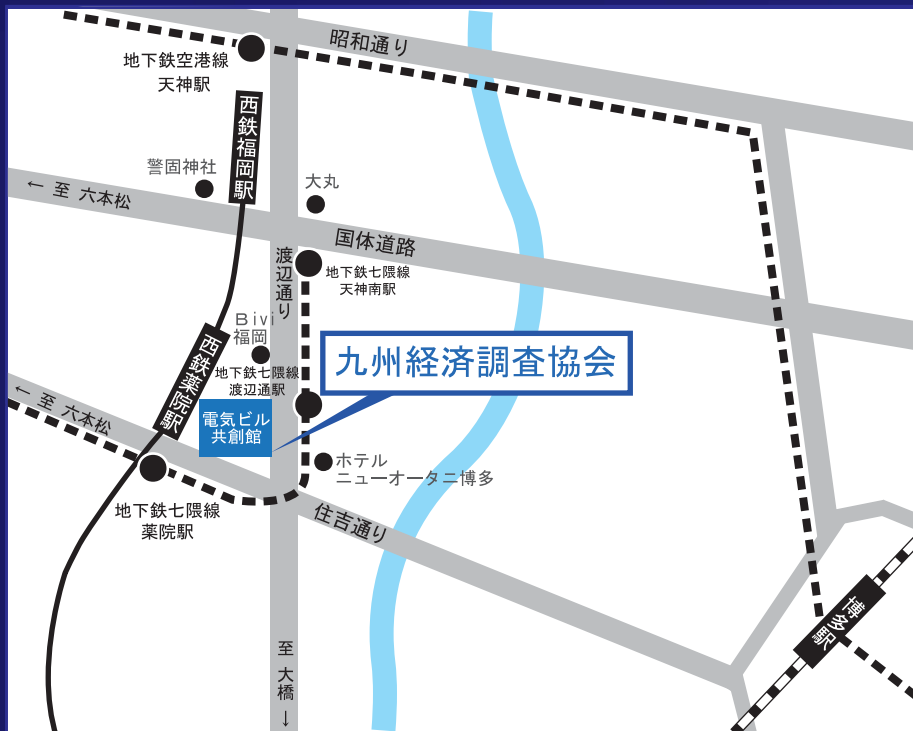 昭和通り
地下鉄空港線
天神駅
西鉄福岡駅
警固神社
大丸
← 至 六本松
国体道路
渡辺通り
地下鉄七隈線
天神南駅
Bivi
福岡
西鉄薬院駅
九州経済調査協会
地下鉄七隈線
渡辺通駅
← 至 六本松
電気ビル
共創館
ホテル
ニューオータニ博多
地下鉄七隈線
薬院駅
住吉通り
博多駅
至 大橋 ↓